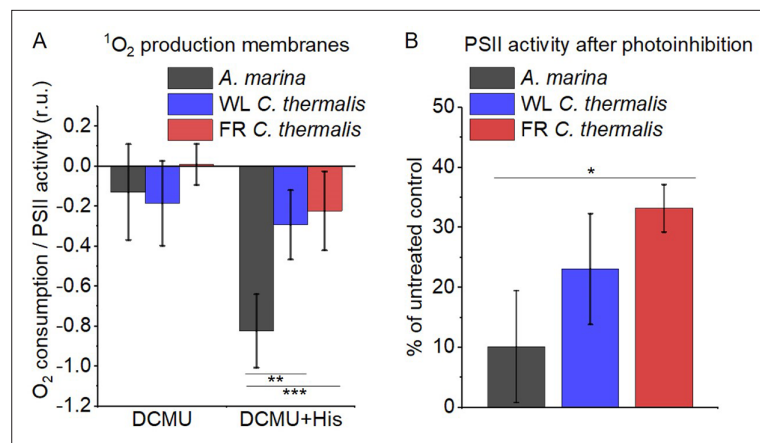 A
¹O₂ production membranes
A. marina
WL C. thermalis
FR C. thermalis
O₂ consumption / PSII activity (r.u.)
0.2
0.0
-0.2
-0.4
-0.6
-0.8
-1.0
-1.2
**
***
DCMU
DCMU+His
B
PSII activity after photoinhibition
A. marina
WL C. thermalis
FR C. thermalis
% of untreated control
50
40
30
20
10
0
*